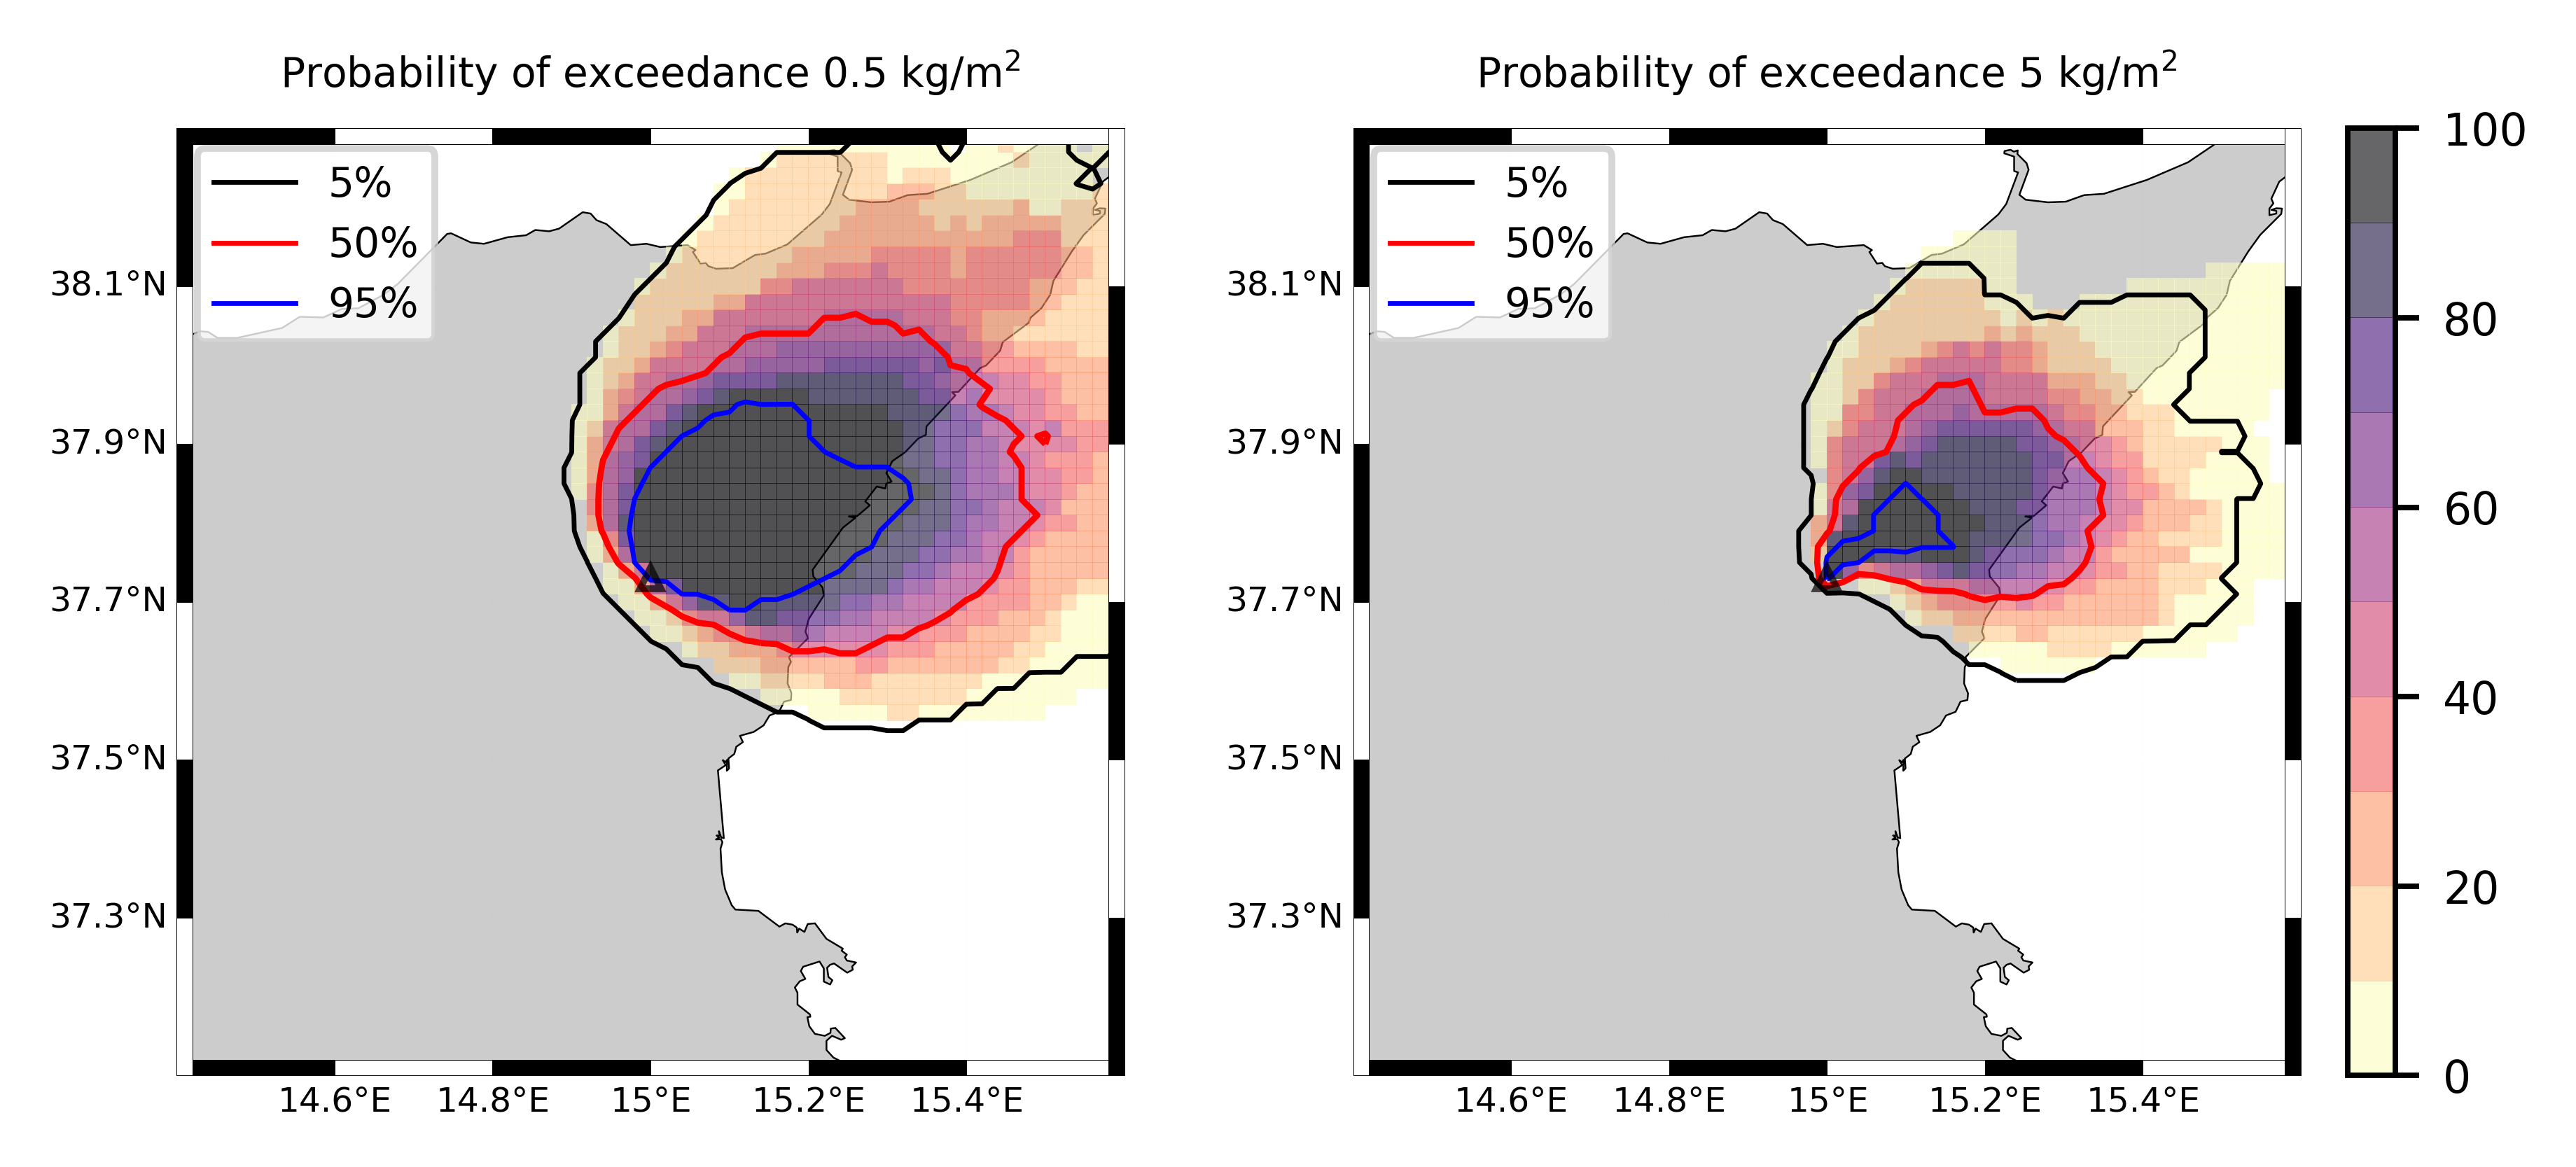 Probability of exceedance 0.5 kg/m²
5%
50%
95%
38.1°N
37.9°N
37.7°N
37.5°N
37.3°N
14.6°E 14.8°E 15°E 15.2°E 15.4°E
Probability of exceedance 5 kg/m²
5%
50%
95%
38.1°N
37.9°N
37.7°N
37.5°N
37.3°N
14.6°E 14.8°E 15°E 15.2°E 15.4°E
100
80
60
40
20
0